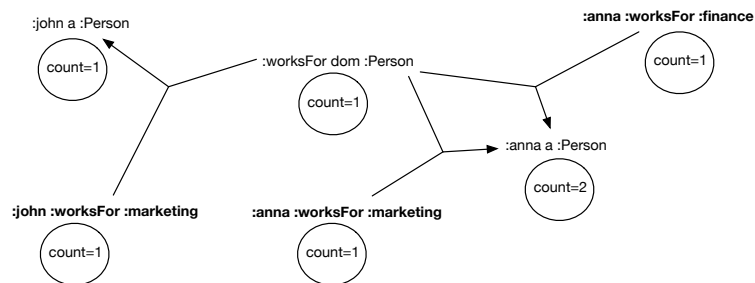 :john a :Person
count=1
:worksFor dom :Person
count=1
:anna :worksFor :finance
count=1
:anna a :Person
count=2
:john :worksFor :marketing
count=1
:anna :worksFor :marketing
count=1